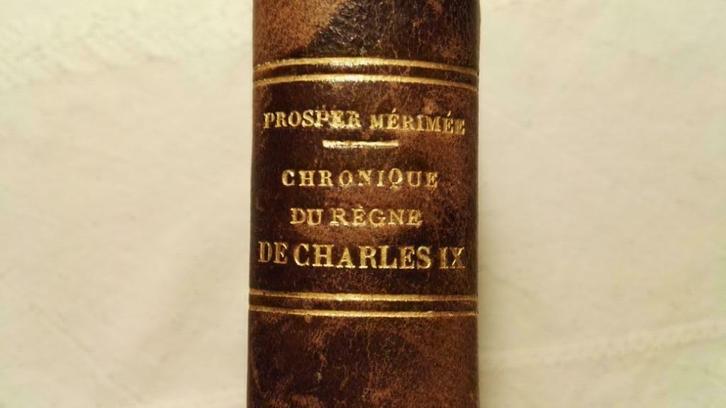 PROSPER MÉRIMÉE
CHRONIQUE
DU RÈGNE
DE CHARLES IX